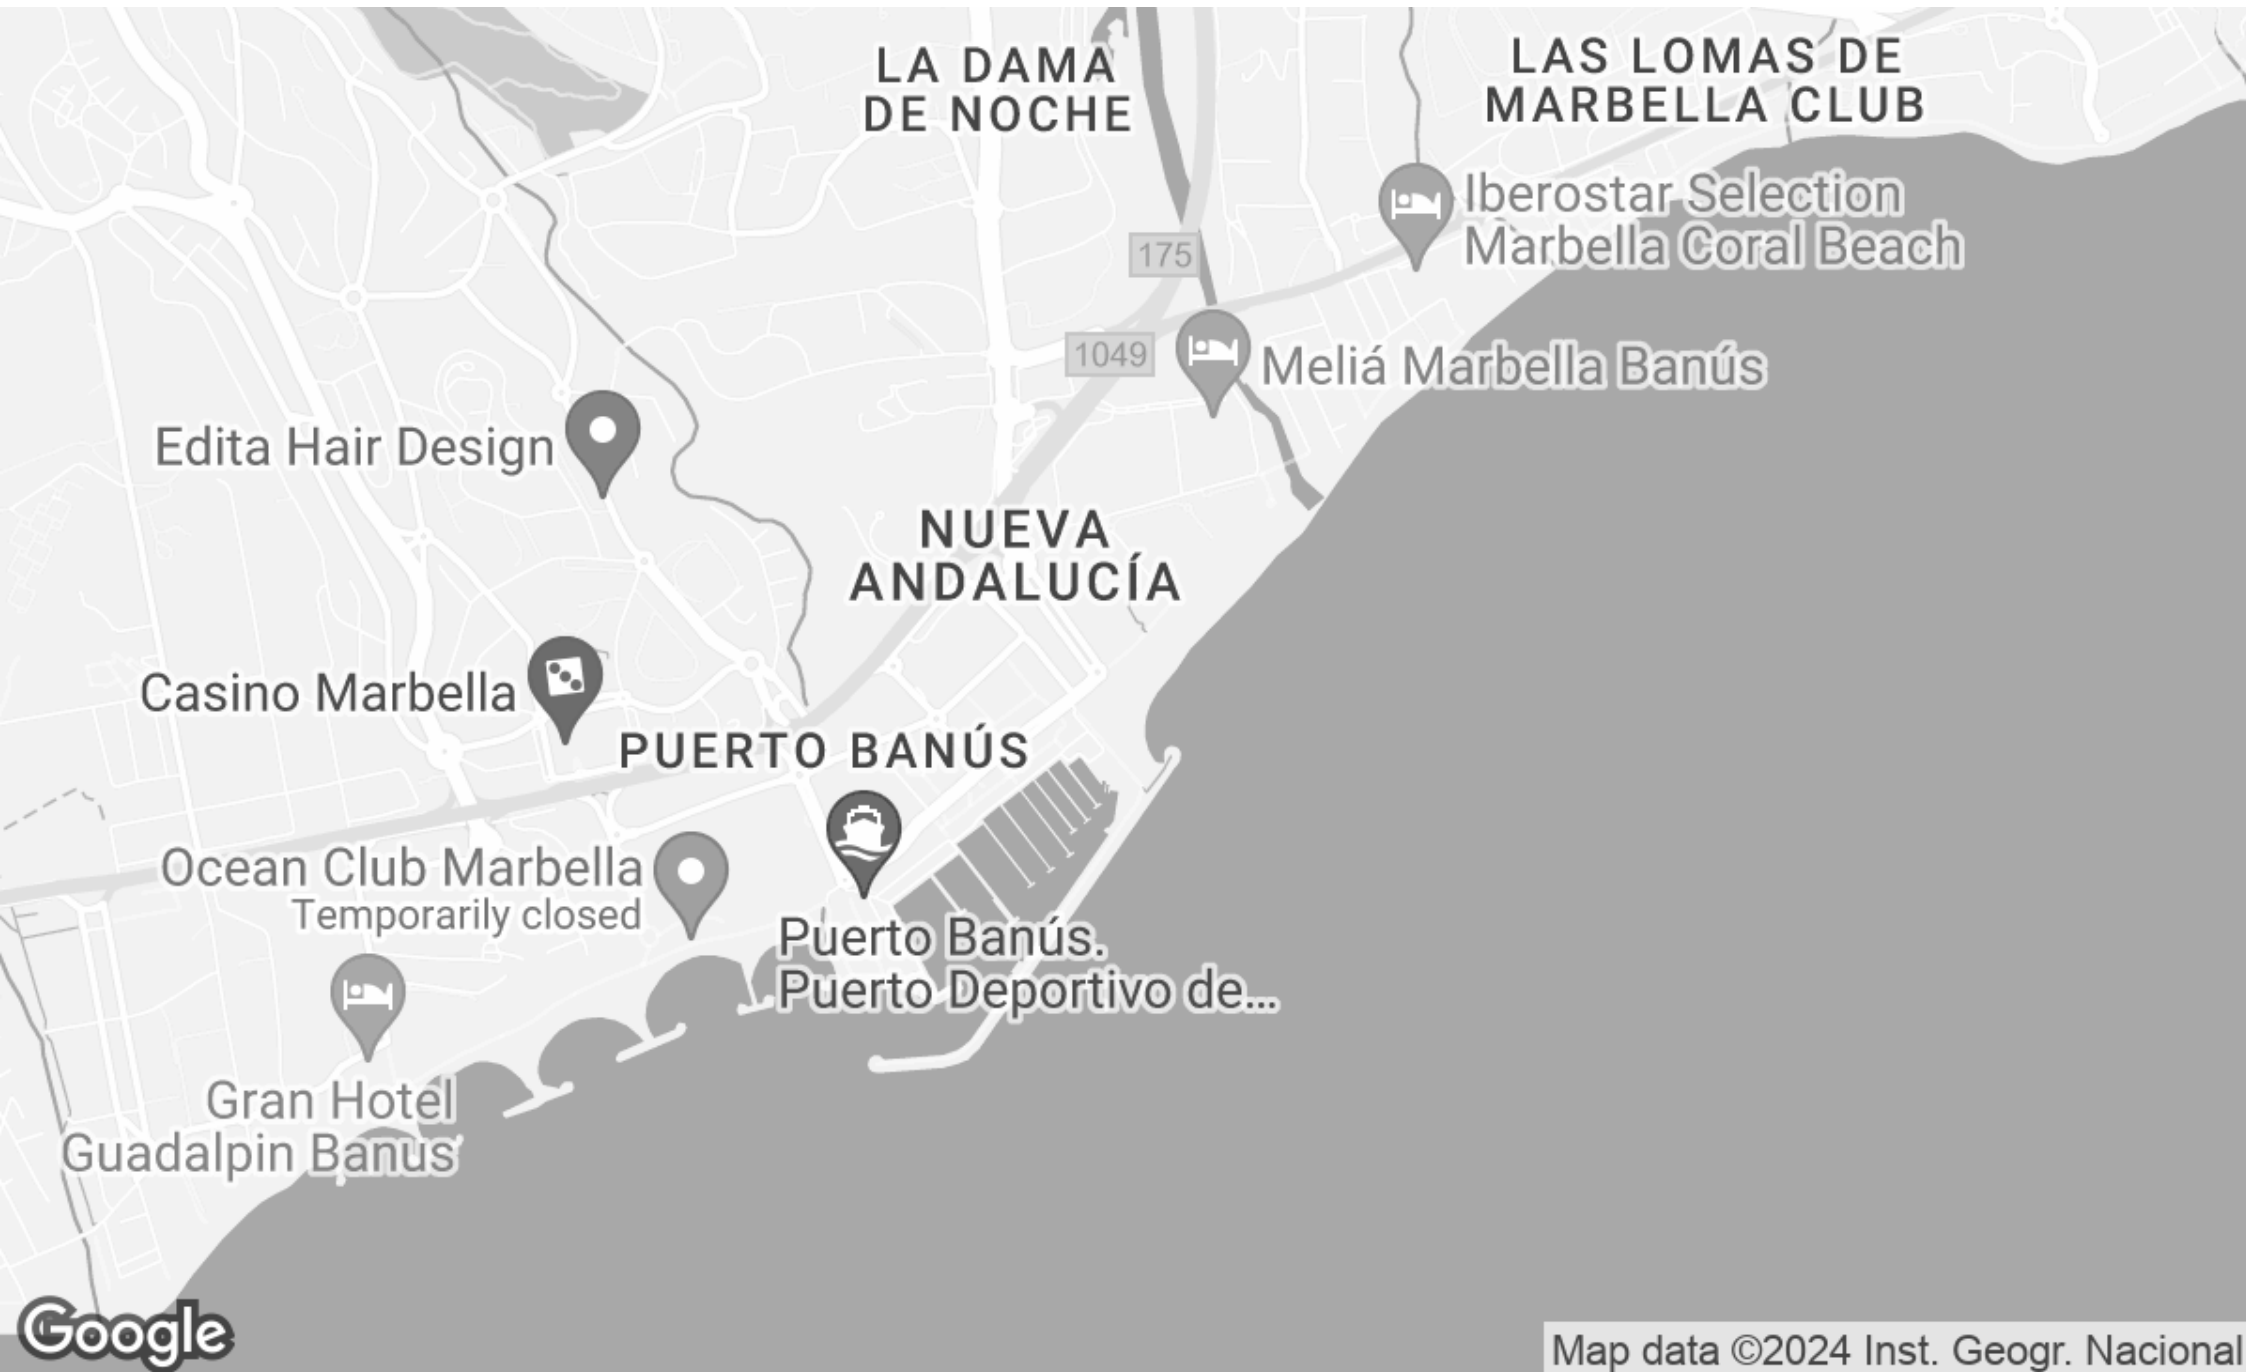 LA DAMA
DE NOCHE
LAS LOMAS DE
MARBELLA CLUB
Iberostar Selection
Marbella Coral Beach
175
1049
Meliá Marbella Banús
Edita Hair Design
NUEVA
ANDALUCÍA
Casino Marbella
PUERTO BANÚS
Ocean Club Marbella
Temporarily closed
Puerto Banús.
Puerto Deportivo de...
Gran Hotel
Guadalpin Banus
Google
Map data ©2024 Inst. Geogr. Nacional